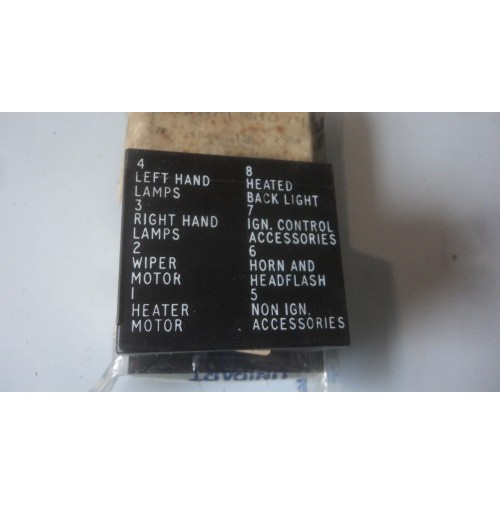 4
LEFT HAND
LAMPS
3
RIGHT HAND
LAMPS
2
WIPER
MOTOR
1
HEATER
MOTOR
8
HEATED
BACK LIGHT
7
IGN. CONTROL
ACCESSORIES
6
HORN AND
HEADFLASH
5
NON IGN.
ACCESSORIES
UNIPART